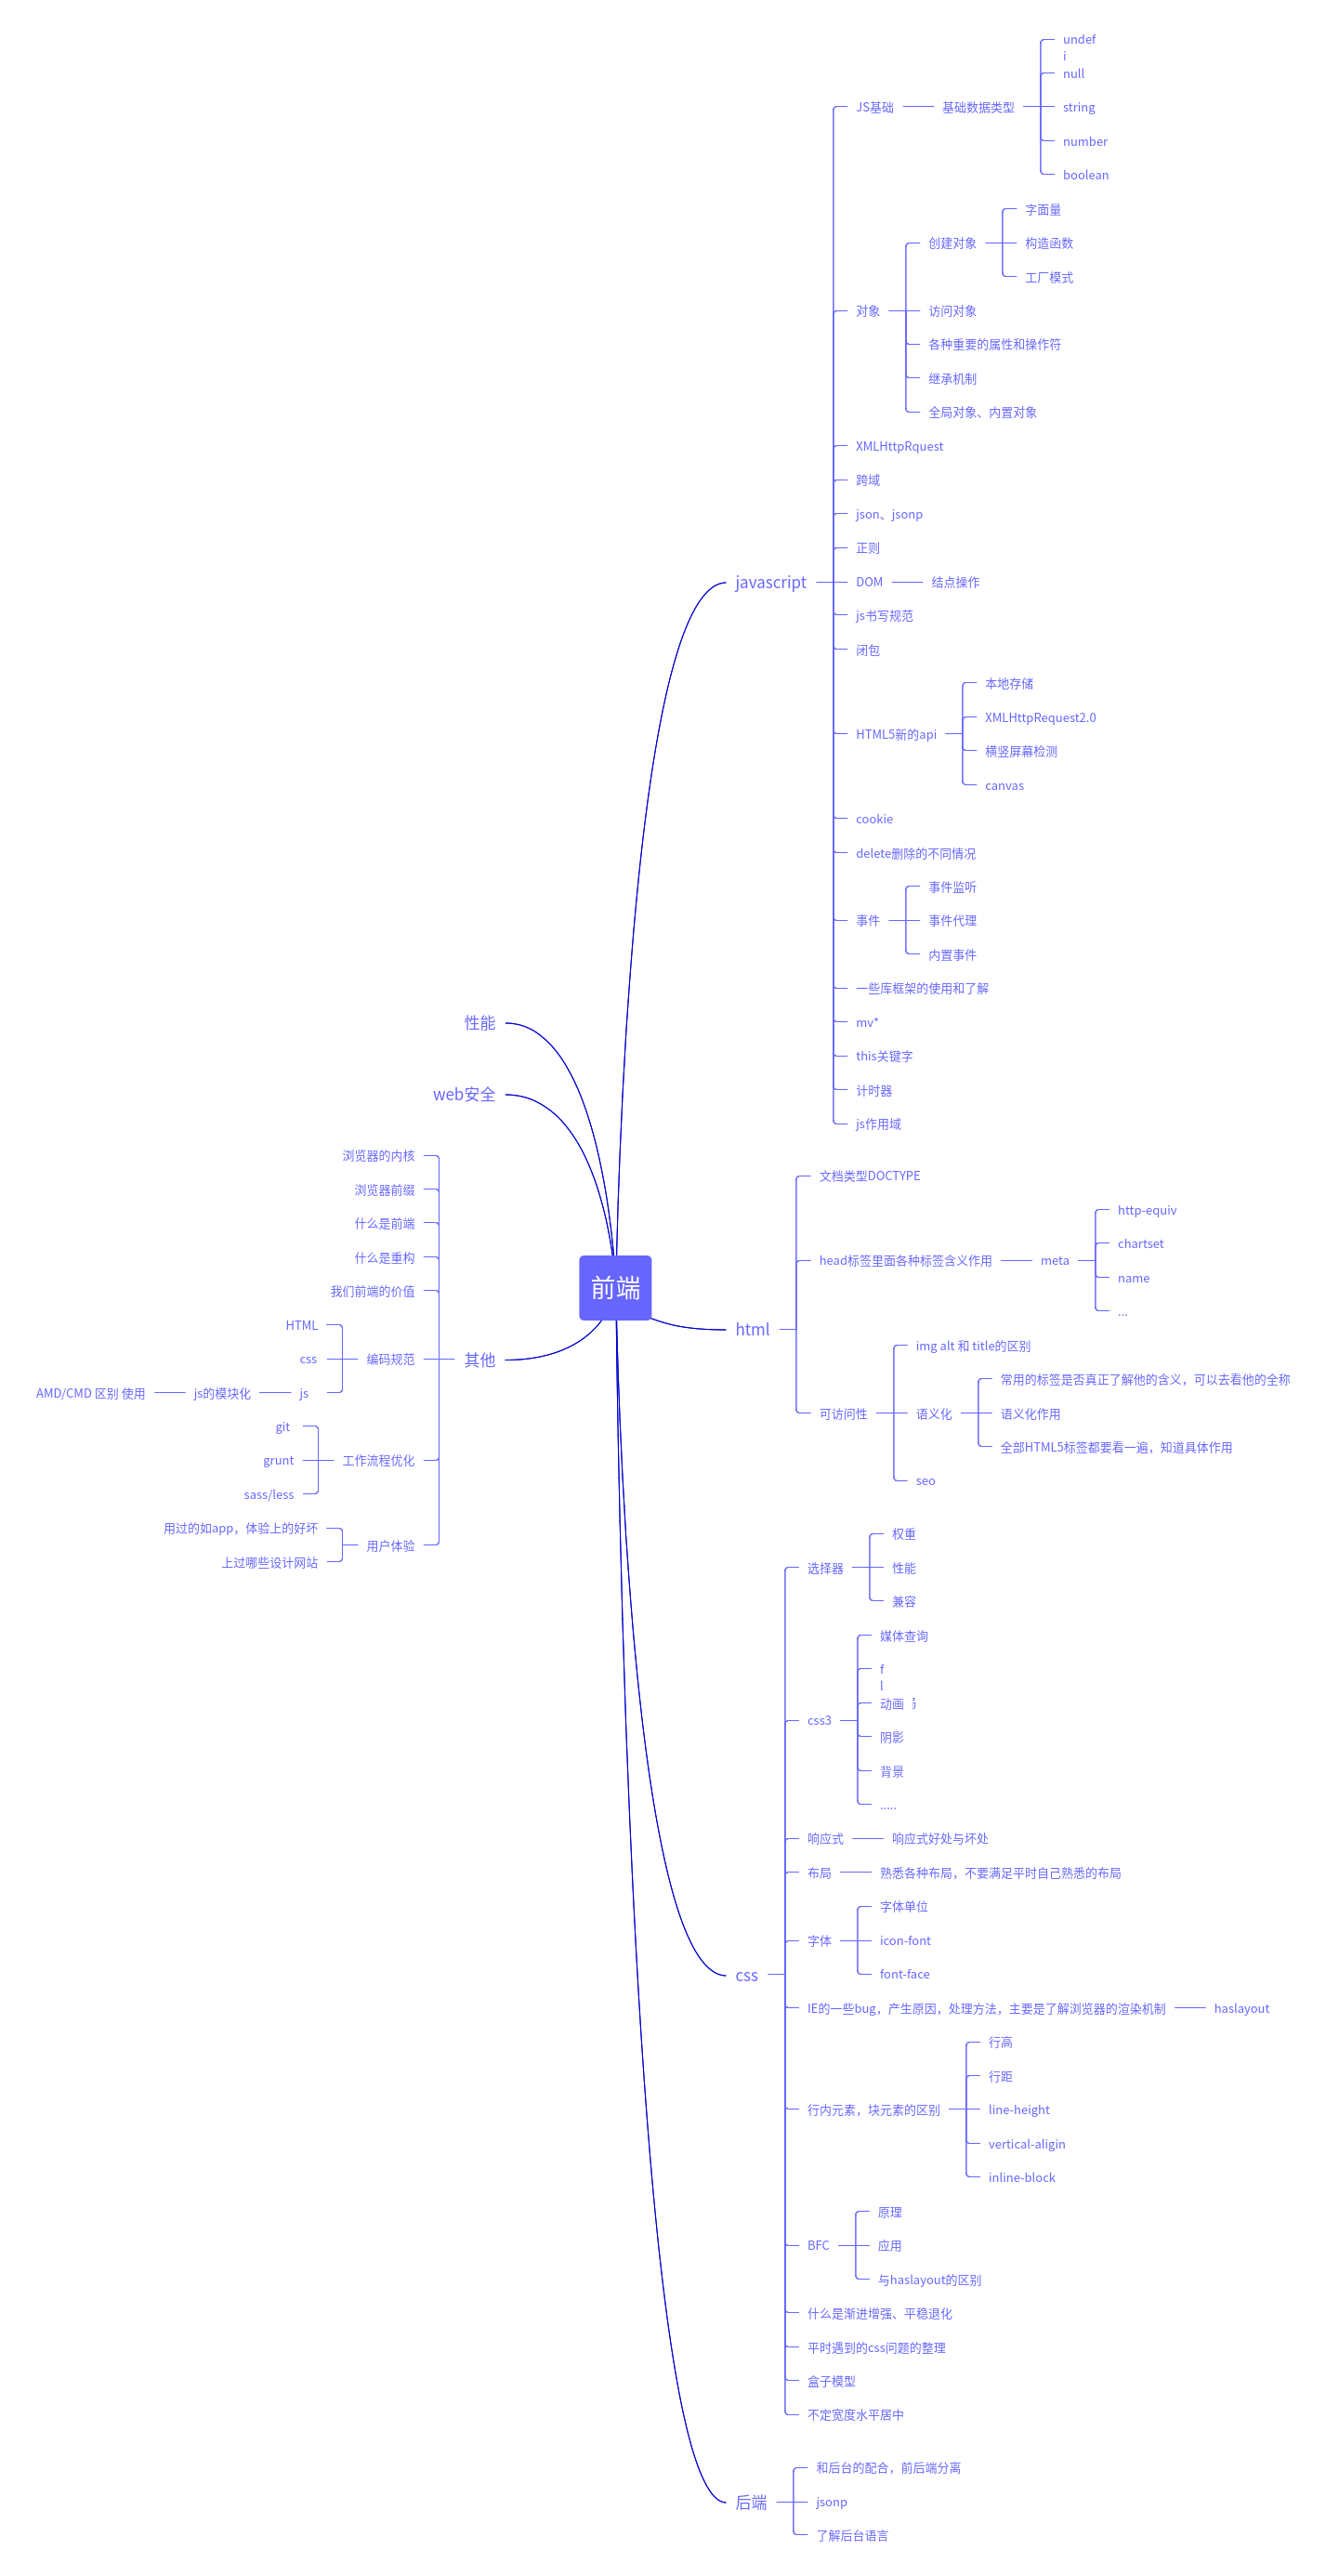 前端
javascript
JS基础
基础数据类型
undef
i
null
string
number
boolean
对象
创建对象
字面量
构造函数
工厂模式
访问对象
各种重要的属性和操作符
继承机制
全局对象、内置对象
XMLHttpRquest
跨域
json、jsonp
正则
DOM
结点操作
js书写规范
闭包
HTML5新的api
本地存储
XMLHttpRequest2.0
横竖屏幕检测
canvas
cookie
delete删除的不同情况
事件
事件监听
事件代理
内置事件
一些库框架的使用和了解
mv*
this关键字
计时器
js作用域
html
文档类型DOCTYPE
head标签里面各种标签含义作用
meta
http-equiv
chartset
name
...
可访问性
img alt 和 title的区别
语义化
常用的标签是否真正了解他的含义，可以去看他的全称
语义化作用
全部HTML5标签都要看一遍，知道具体作用
seo
css
选择器
权重
性能
兼容
css3
媒体查询
f
l
动画
阴影
背景
.....
响应式
响应式好处与坏处
布局
熟悉各种布局，不要满足平时自己熟悉的布局
字体
字体单位
icon-font
font-face
IE的一些bug，产生原因，处理方法，主要是了解浏览器的渲染机制
haslayout
行内元素，块元素的区别
行高
行距
line-height
vertical-aligin
inline-block
BFC
原理
应用
与haslayout的区别
什么是渐进增强、平稳退化
平时遇到的css问题的整理
盒子模型
不定宽度水平居中
后端
和后台的配合，前后端分离
jsonp
了解后台语言
性能
web安全
其他
浏览器的内核
浏览器前缀
什么是前端
什么是重构
我们前端的价值
编码规范
HTML
css
js
js的模块化
AMD/CMD 区别 使用
工作流程优化
git
grunt
sass/less
用户体验
用过的如app，体验上的好坏
上过哪些设计网站